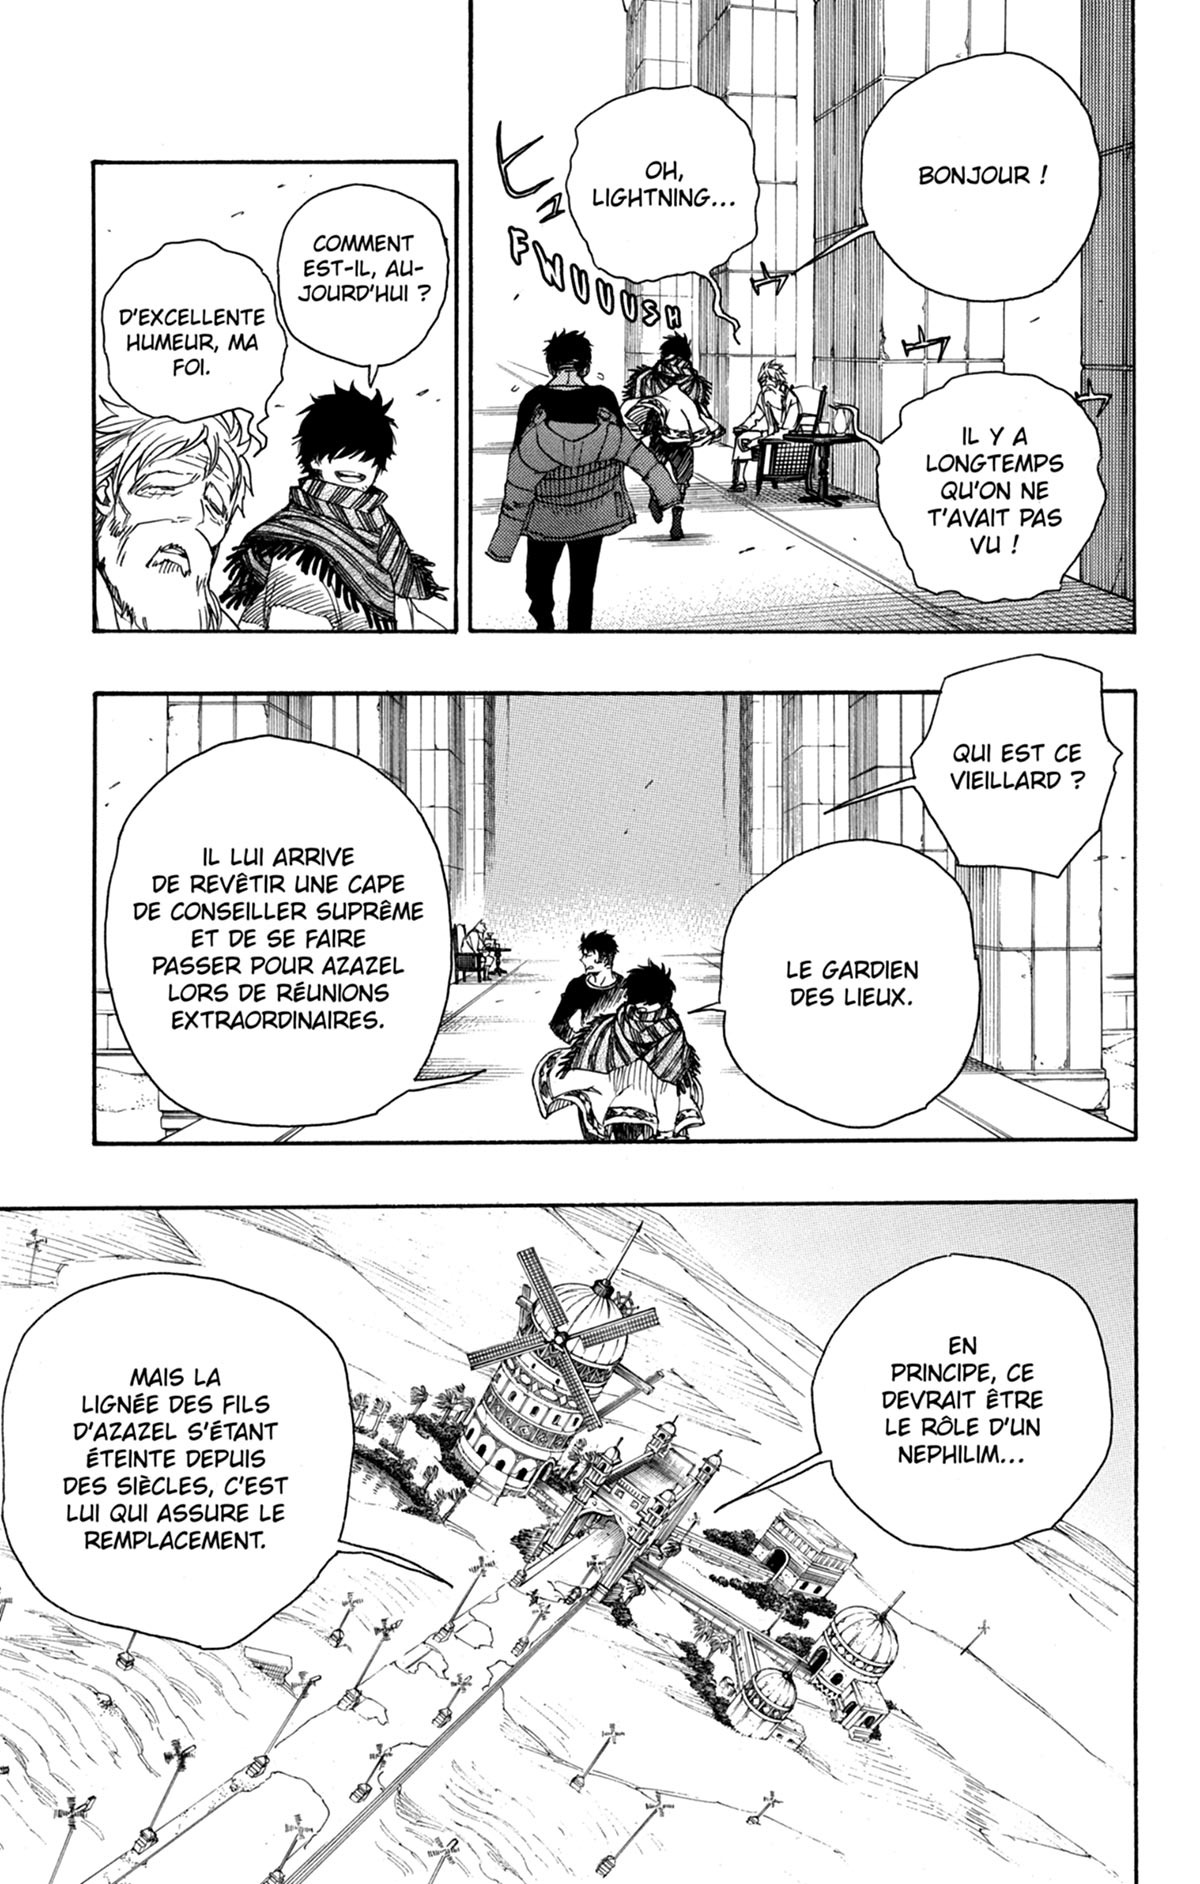 BONJOUR !
OH,
LIGHTNING...
ヒュ
FWUUUSH
IL Y A
LONGTEMPS
QU'ON NE
T'AVAIT PAS
VU !
COMMENT
EST-IL, AU-
JOURD'HUI ?
D'EXCELLENTE
HUMEUR, MA
FOI.
QUI EST CE
VIEILLARD ?
LE GARDIEN
DES LIEUX.
IL LUI ARRIVE
DE REVÊTIR UNE CAPE
DE CONSEILLER SUPRÊME
ET DE SE FAIRE
PASSER POUR AZAZEL
LORS DE RÉUNIONS
EXTRAORDINAIRES.
EN
PRINCIPE, CE
DEVRAIT ÊTRE
LE RÔLE D'UN
NEPHILIM...
MAIS LA
LIGNÉE DES FILS
D'AZAZEL S'ÉTANT
ÉTEINTE DEPUIS
DES SIÈCLES, C'EST
LUI QUI ASSURE LE
REMPLACEMENT.